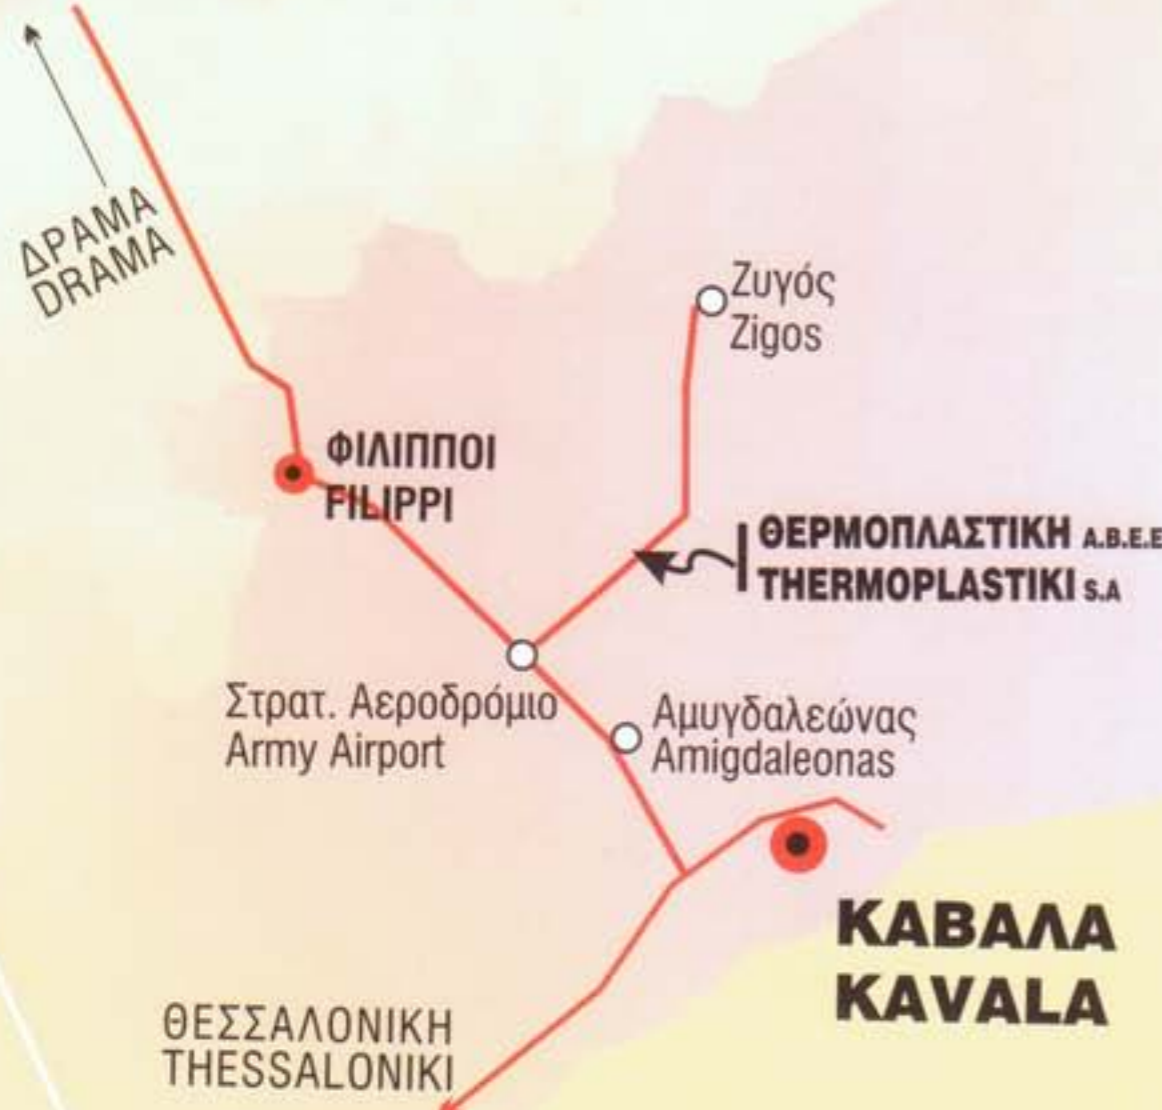 ΔΡΑΜΑ
DRAMA
Ζυγός
Zigos
ΦΙΛΙΠΠΟΙ
FILIPPI
ΘΕΡΜΟΠΛΑΣΤΙΚΗ Α.Β.Ε.Ε
THERMOPLASTIKI S.A
Στρατ. Αεροδρόμιο
Army Airport
Αμυγδαλεώνας
Amigdaleonas
ΚΑΒΑΛΑ
KAVALA
ΘΕΣΣΑΛΟΝΙΚΗ
THESSALONIKI